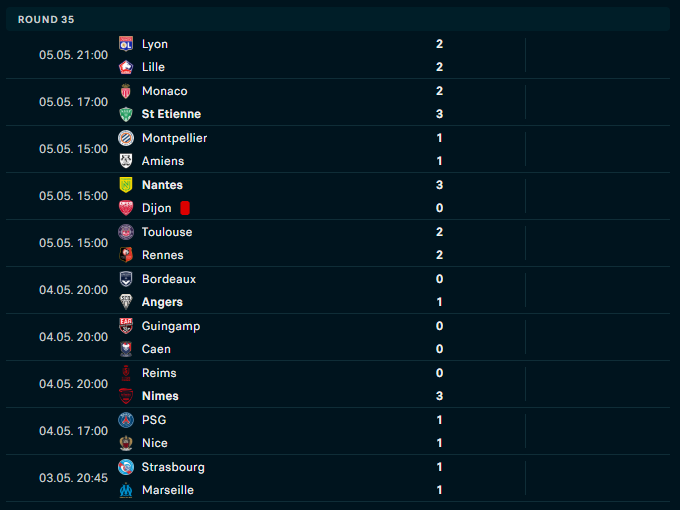 ROUND 35
05.05. 21:00 Lyon 2
Lille 2
05.05. 17:00 Monaco 2
St Etienne 3
05.05. 15:00 Montpellier 1
Amiens 1
05.05. 15:00 Nantes 3
Dijon 0
05.05. 15:00 Toulouse 2
Rennes 2
04.05. 20:00 Bordeaux 0
Angers 1
04.05. 20:00 Guingamp 0
Caen 0
04.05. 20:00 Reims 0
Nimes 3
04.05. 17:00 PSG 1
Nice 1
03.05. 20:45 Strasbourg 1
Marseille 1